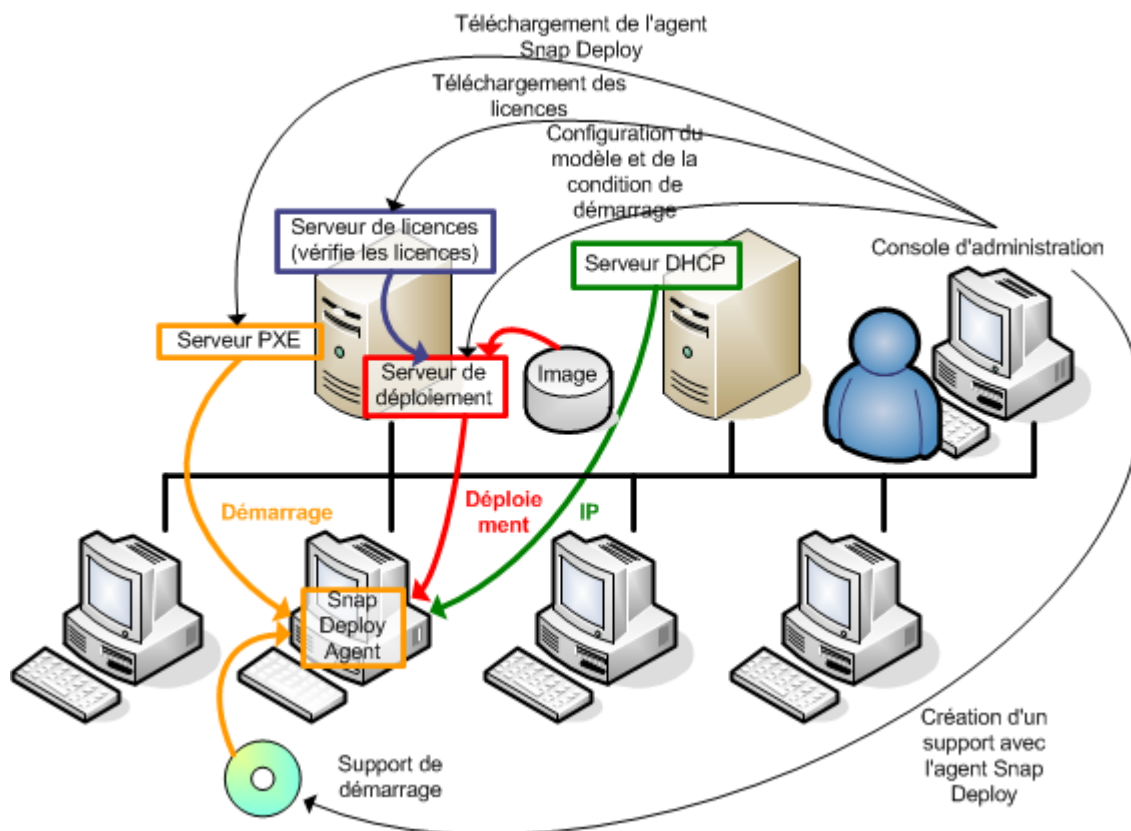 Téléchargement de l'agent
Snap Deploy
Téléchargement des
licences
Configuration du
modèle et de la
condition de
démarrage
Serveur de licences
(vérifie les licences)
Serveur DHCP
Console d'administration
Serveur PXE
Serveur de
déploiement
Image
Démarrage
Déploie
ment
IP
Snap
Deploy
Agent
Support de
démarrage
Création d'un
support avec
l'agent Snap
Deploy